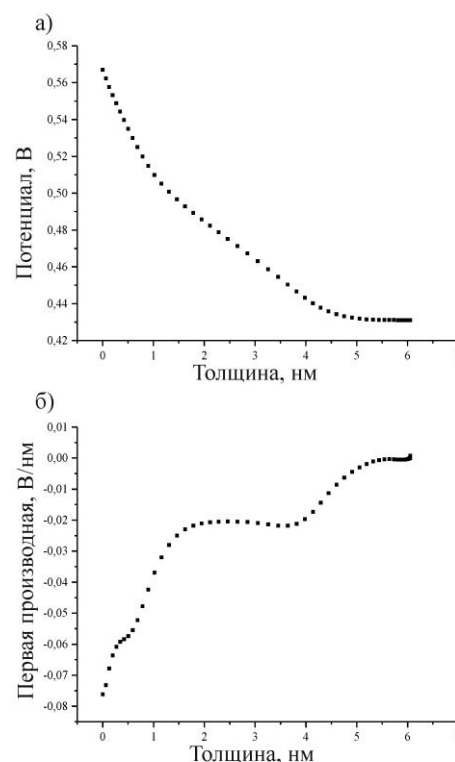 а)
0,58
0,56
0,54
0,52
0,50
0,48
0,46
0,44
0,42
Потенциал, В
0 1 2 3 4 5 6
Толщина, нм
б)
0,01
0,00
-0,01
-0,02
-0,03
-0,04
-0,05
-0,06
-0,07
-0,08
Первая производная, В/нм
0 1 2 3 4 5 6
Толщина, нм